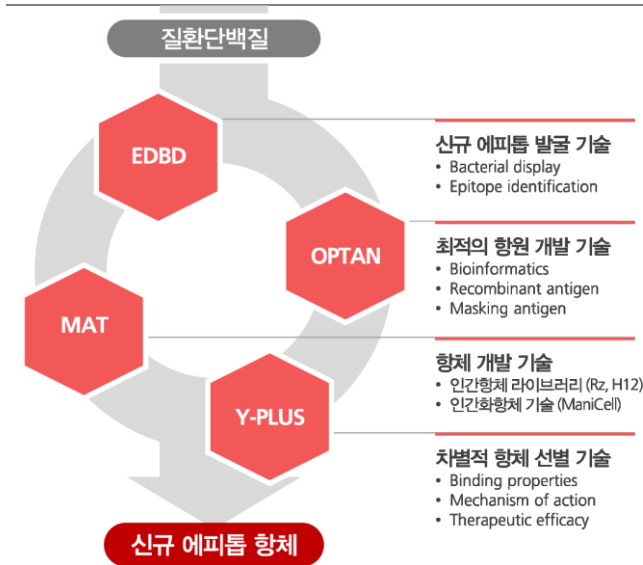 질환단백질
EDBD
신규 에피톱 발굴 기술
• Bacterial display
• Epitope identification
OPTAN
최적의 항원 개발 기술
• Bioinformatics
• Recombinant antigen
• Masking antigen
MAT
항체 개발 기술
• 인간항체 라이브러리 (Rz, H12)
• 인간화항체 기술 (ManiCell)
Y-PLUS
차별적 항체 선별 기술
• Binding properties
• Mechanism of action
• Therapeutic efficacy
신규 에피톱 항체